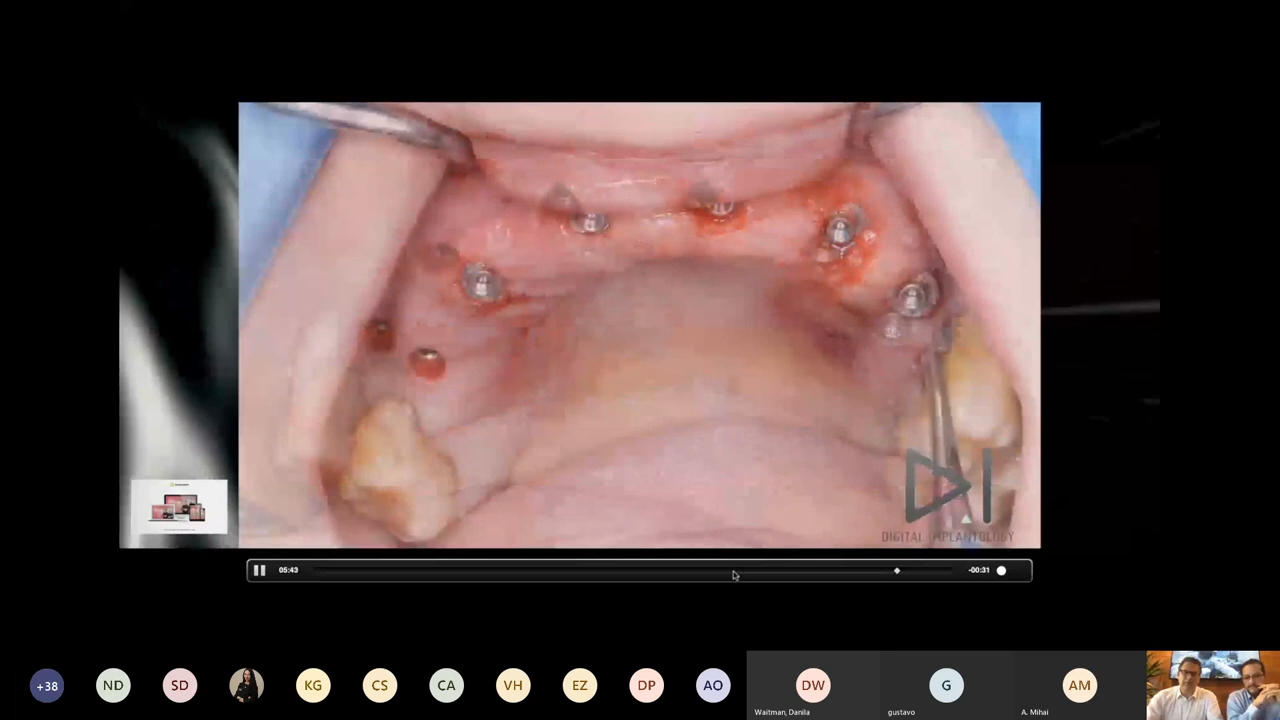 DI
DIGITAL IMPLANTOLOGY
05:43
-00:31
+38
ND
SD
KG
CS
CA
VH
EZ
DP
AO
DW
G
AM
Waitman, Danila
gustavo
A. Mihai